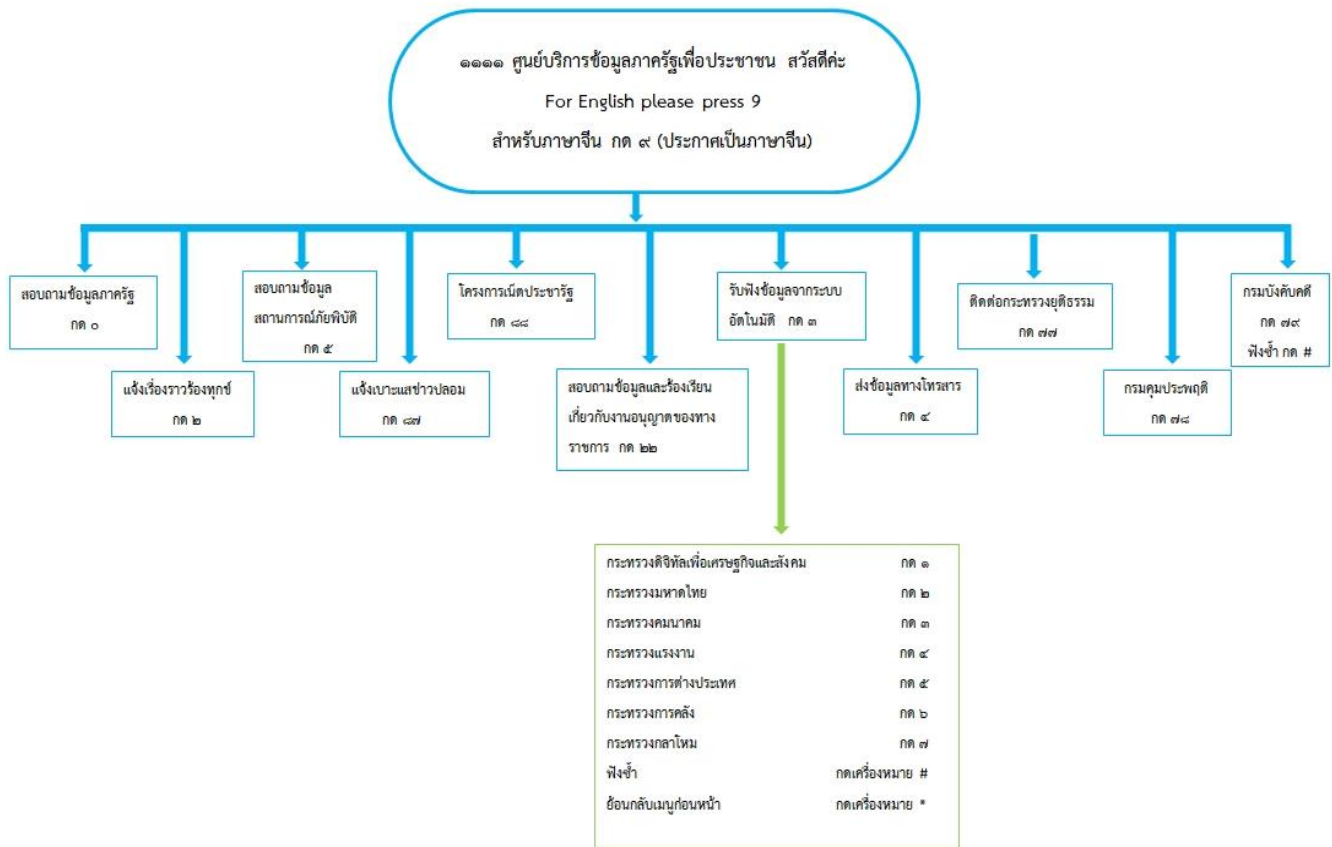 ๑๑๑๑ ศูนย์บริการข้อมูลภาครัฐเพื่อประชาชน สวัสดีค่ะ
For English please press 9
สำหรับภาษาจีน กด ๙ (ประกาศเป็นภาษาจีน)
สอบถามข้อมูลภาครัฐ
กด ๐
แจ้งเรื่องราวร้องทุกข์
กด ๒
สอบถามข้อมูล
สถานการณ์ภัยพิบัติ
กด ๕
แจ้งเบาะแสข่าวปลอม
กด ๘๗
โครงการเน็ตประชารัฐ
กด ๘๘
สอบถามข้อมูลและร้องเรียน
เกี่ยวกับงานอนุญาตของทาง
ราชการ กด ๒๒
รับฟังข้อมูลจากระบบ
อัตโนมัติ กด ๓
ส่งข้อมูลทางโทรสาร
กด ๔
ติดต่อกระทรวงยุติธรรม
กด ๗๗
กรมคุมประพฤติ
กด ๗๘
กรมบังคับคดี
กด ๗๙
ฟังซ้ำ กด #
กระทรวงดิจิทัลเพื่อเศรษฐกิจและสังคม กด ๑
กระทรวงมหาดไทย กด ๒
กระทรวงคมนาคม กด ๓
กระทรวงแรงงาน กด ๔
กระทรวงการต่างประเทศ กด ๕
กระทรวงการคลัง กด ๖
กระทรวงกลาโหม กด ๗
ฟังซ้ำ กดเครื่องหมาย #
ย้อนกลับเมนูก่อนหน้า กดเครื่องหมาย *